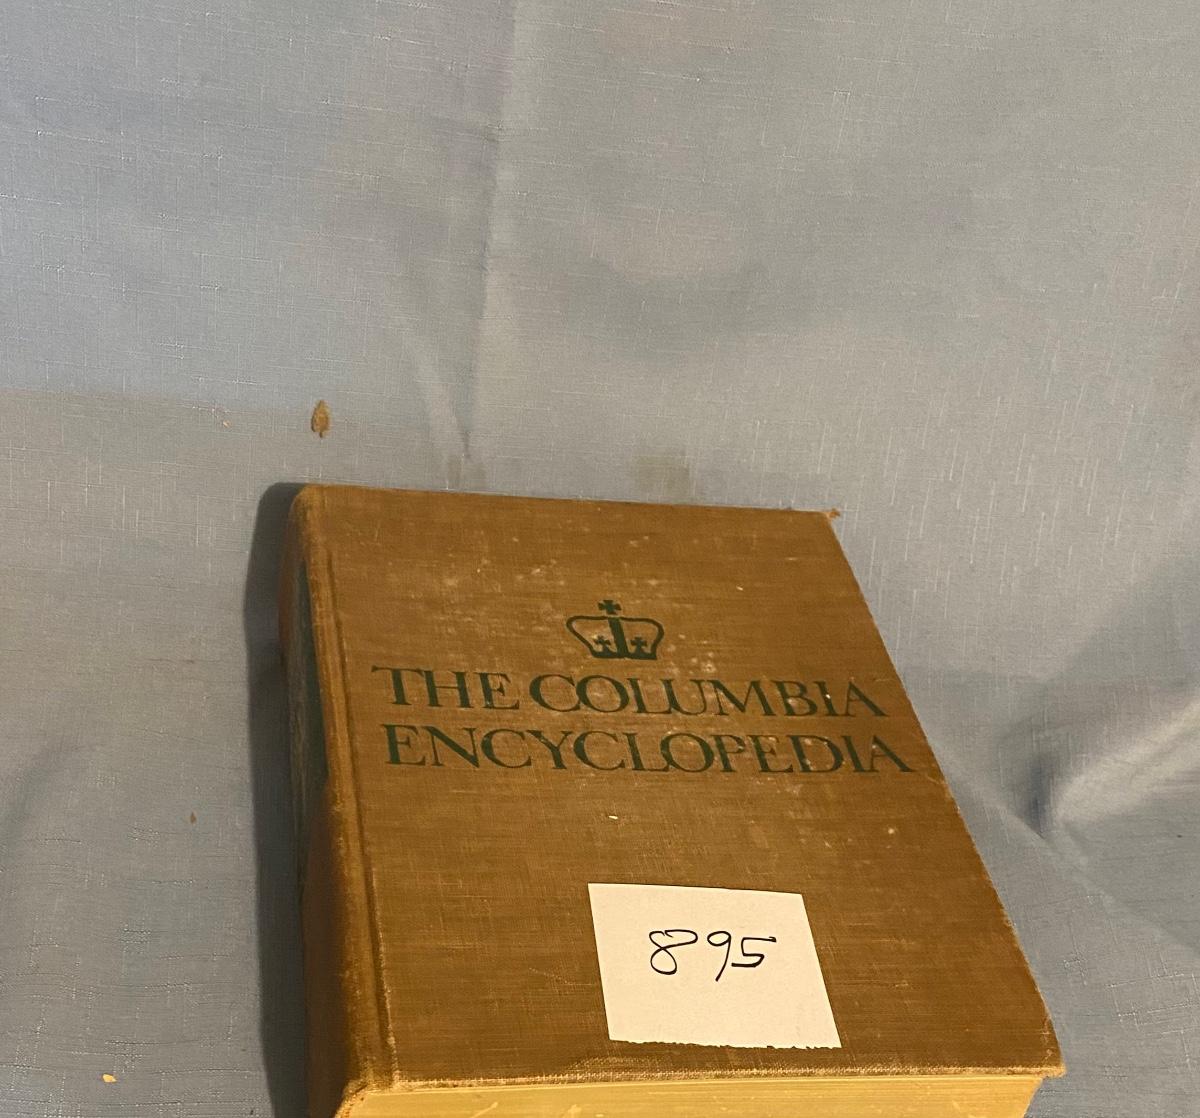 THE COLUMBIA
ENCYCLOPEDIA
895